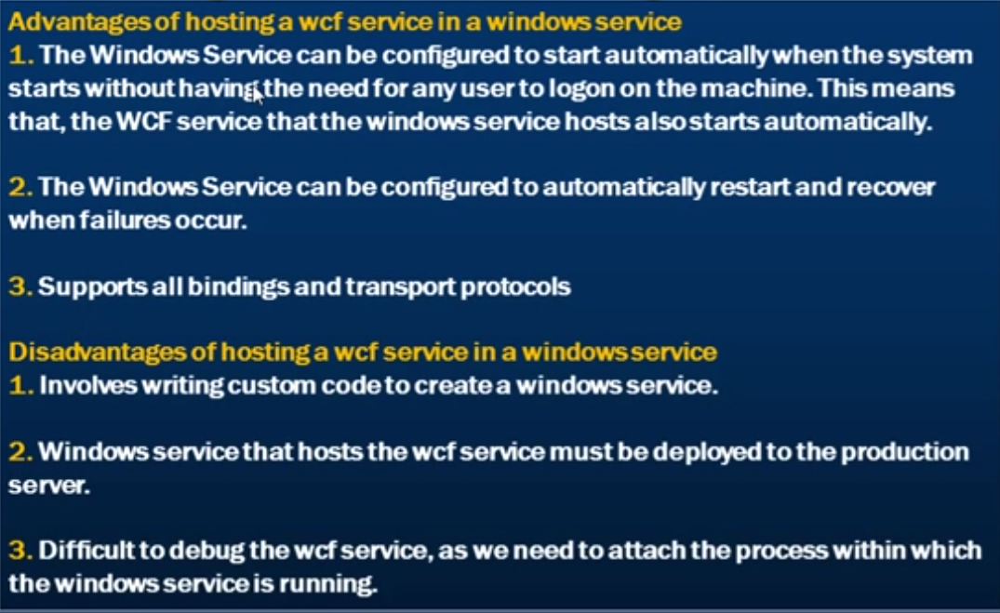 Advantages of hosting a wcf service in a windows service
1. The Windows Service can be configured to start automatically when the system
starts without having the need for any user to logon on the machine. This means
that, the WCF service that the windows service hosts also starts automatically.
2. The Windows Service can be configured to automatically restart and recover
when failures occur.
3. Supports all bindings and transport protocols
Disadvantages of hosting a wcf service in a windows service
1. Involves writing custom code to create a windows service.
2. Windows service that hosts the wcf service must be deployed to the production
server.
3. Difficult to debug the wcf service, as we need to attach the process within which
the windows service is running.